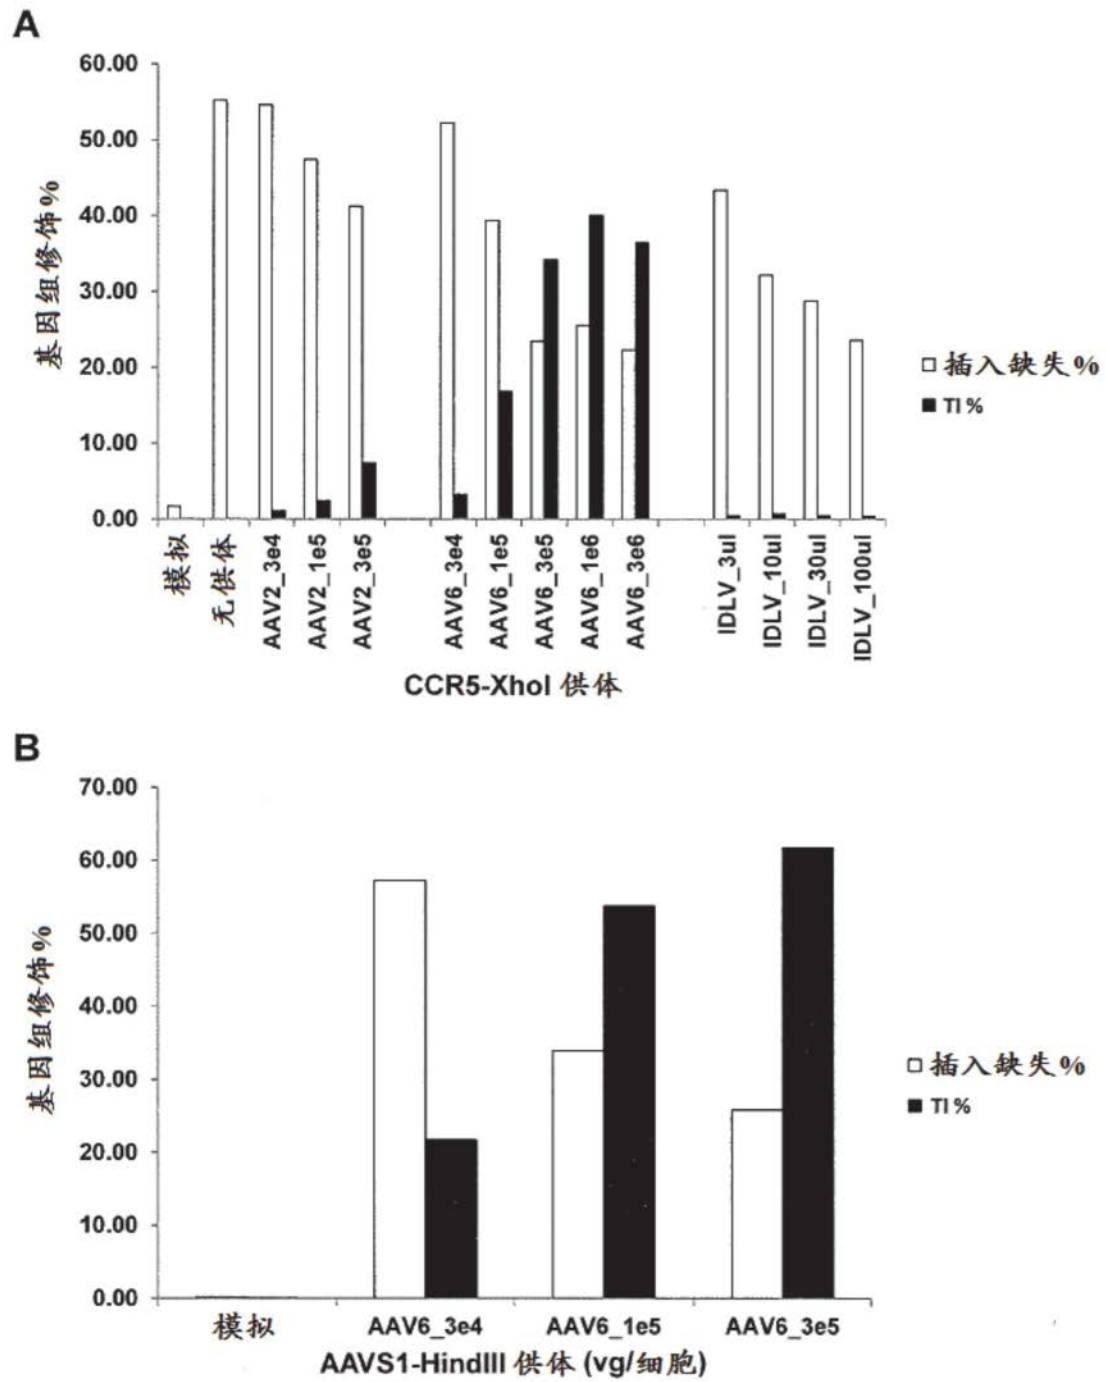 A
60.00
50.00
40.00
30.00
20.00
10.00
0.00
基因组修饰%
插入缺失%
TI %
模拟
无供体
AAV2_3e4
AAV2_1e5
AAV2_3e5
AAV6_3e4
AAV6_1e5
AAV6_3e5
AAV6_1e6
AAV6_3e6
IDLV_3ul
IDLV_10ul
IDLV_30ul
IDLV_100ul
CCR5-XhoI 供体
B
70.00
60.00
50.00
40.00
30.00
20.00
10.00
0.00
基因组修饰%
插入缺失%
TI %
模拟
AAV6_3e4
AAV6_1e5
AAV6_3e5
AAVS1-HindIII 供体 (vg/细胞)